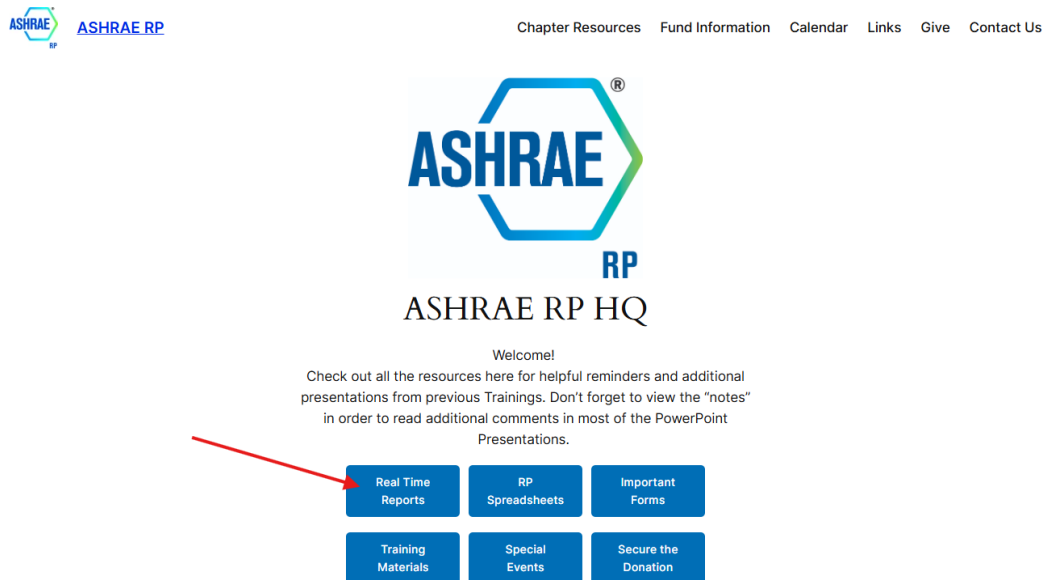 ASHRAE
RP
ASHRAE RP
Chapter Resources Fund Information Calendar Links Give Contact Us
ASHRAE®
RP
ASHRAE RP HQ
Welcome!
Check out all the resources here for helpful reminders and additional
presentations from previous Trainings. Don’t forget to view the “notes”
in order to read additional comments in most of the PowerPoint
Presentations.
Real Time
Reports
RP
Spreadsheets
Important
Forms
Training
Materials
Special
Events
Secure the
Donation